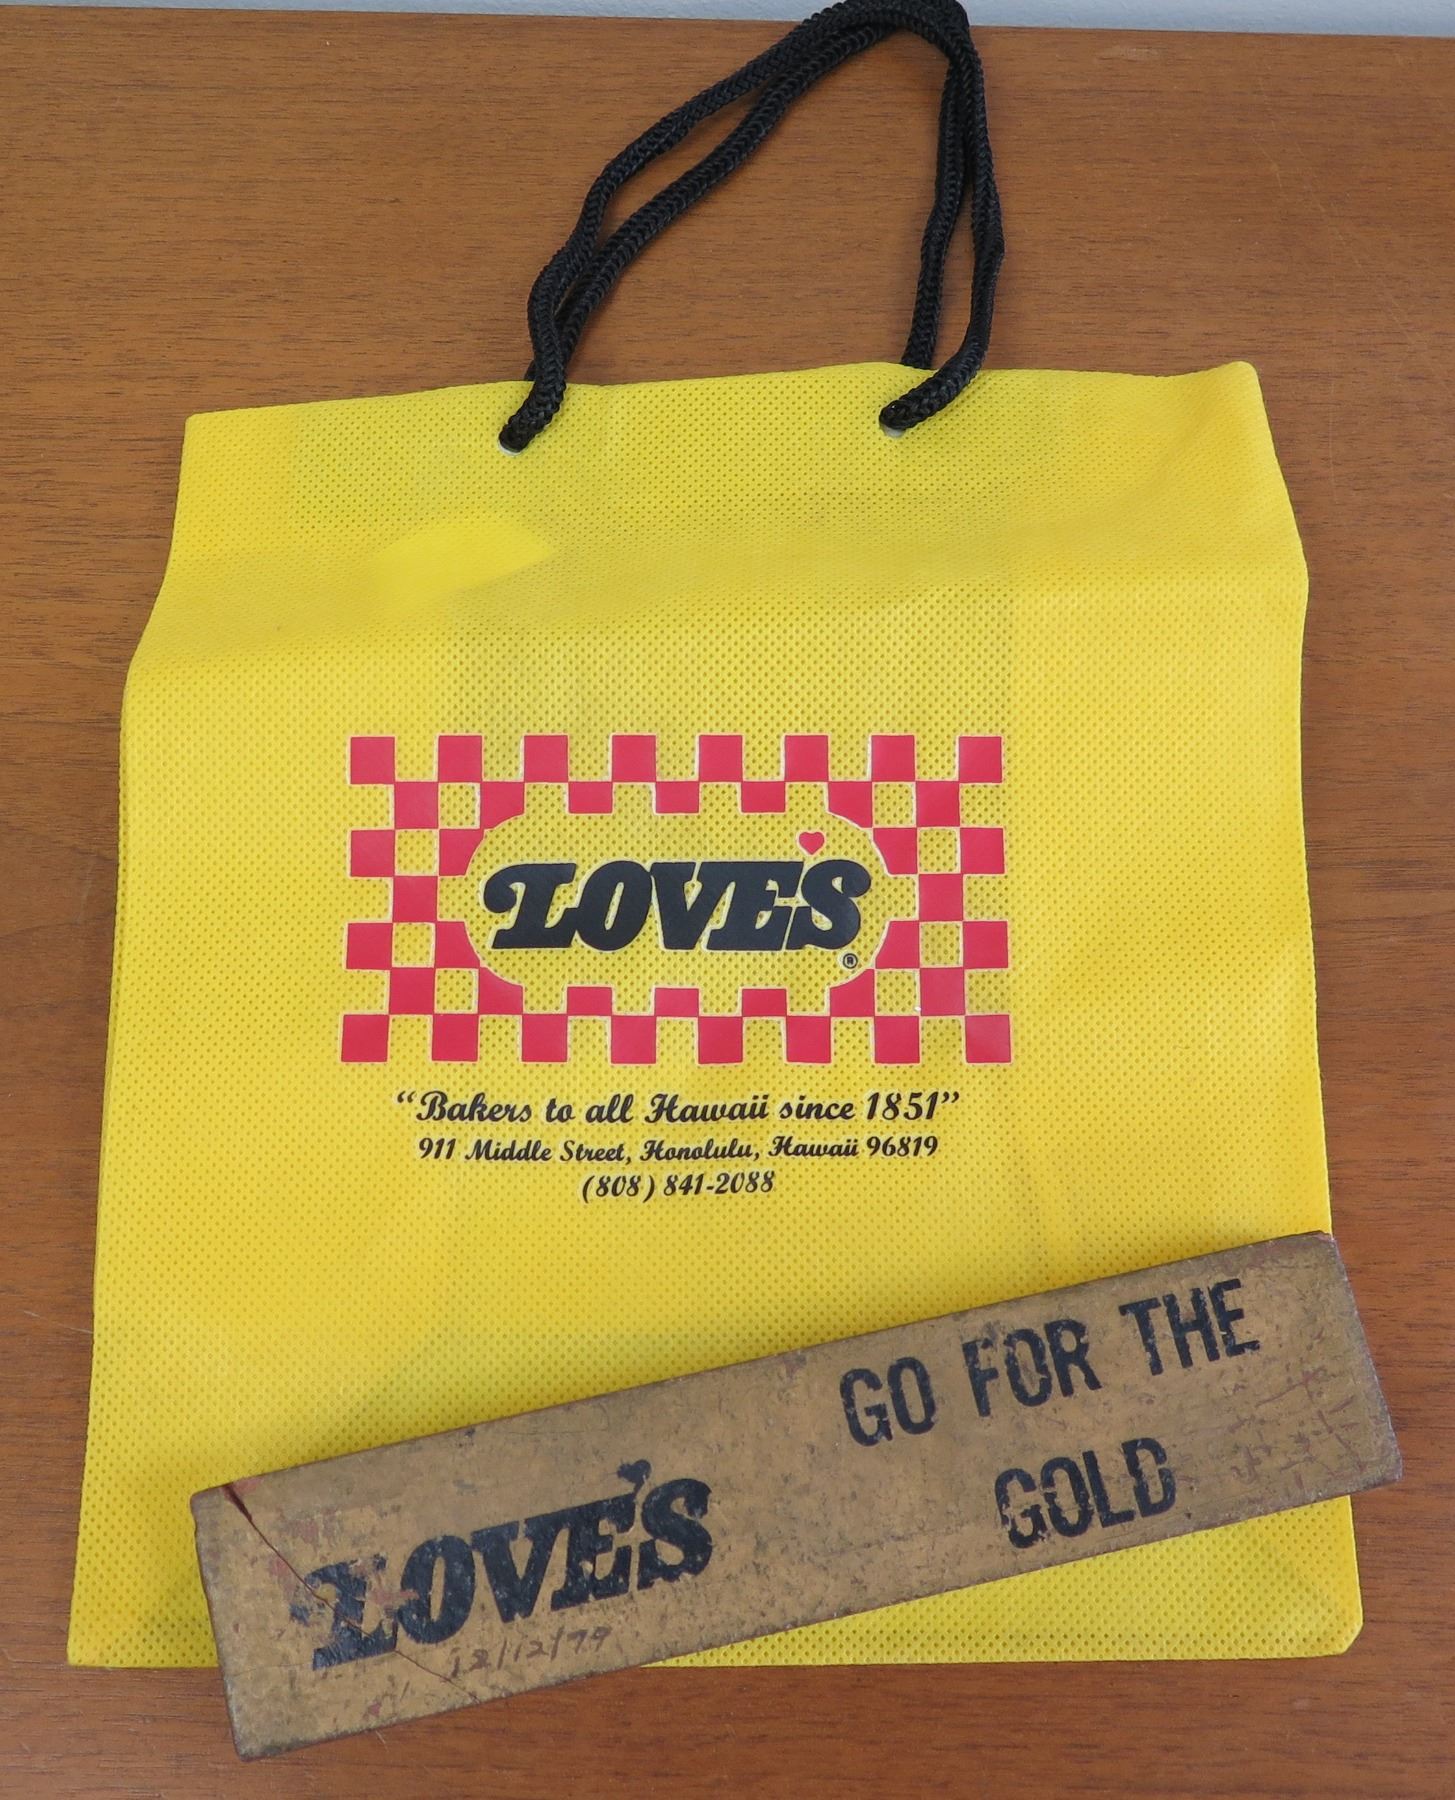 LOVE'S
®
“Bakers to all Hawaii since 1851”
911 Middle Street, Honolulu, Hawaii 96819
(808) 841-2088
GO FOR THE
GOLD
LOVE'S
12/12/79